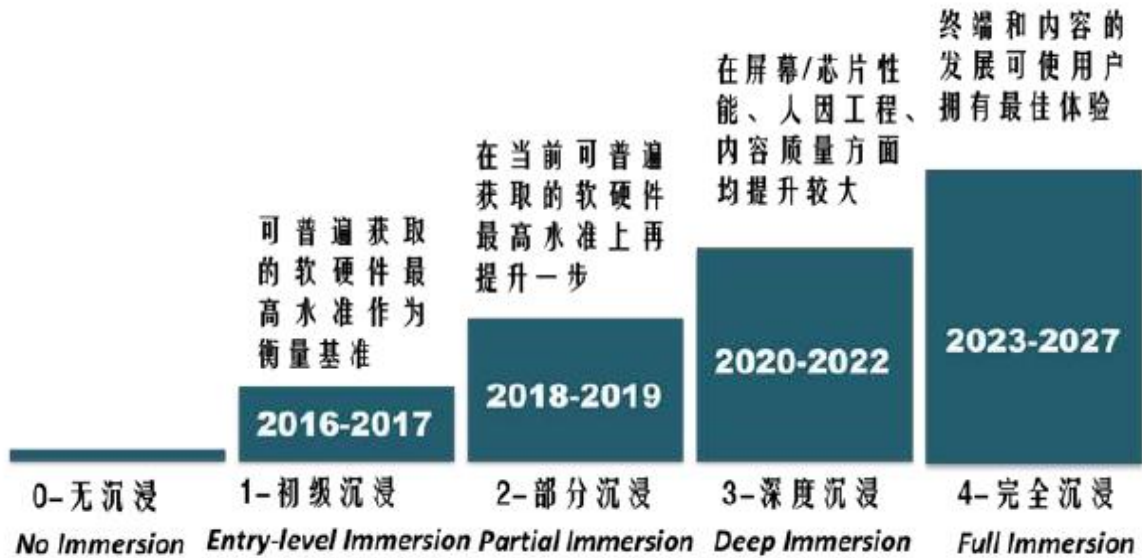 可普遍获取
的软硬件最
高水准作为
衡量基准
在当前可普遍
获取的软硬件
最高水准上再
提升一步
在屏幕/芯片性
能、人因工程、
内容质量方面
均提升较大
终端和内容的
发展可使用户
拥有最佳体验
2016-2017
2018-2019
2020-2022
2023-2027
0-无沉浸
1-初级沉浸
2-部分沉浸
3-深度沉浸
4-完全沉浸
No Immersion
Entry-level Immersion
Partial Immersion
Deep Immersion
Full Immersion